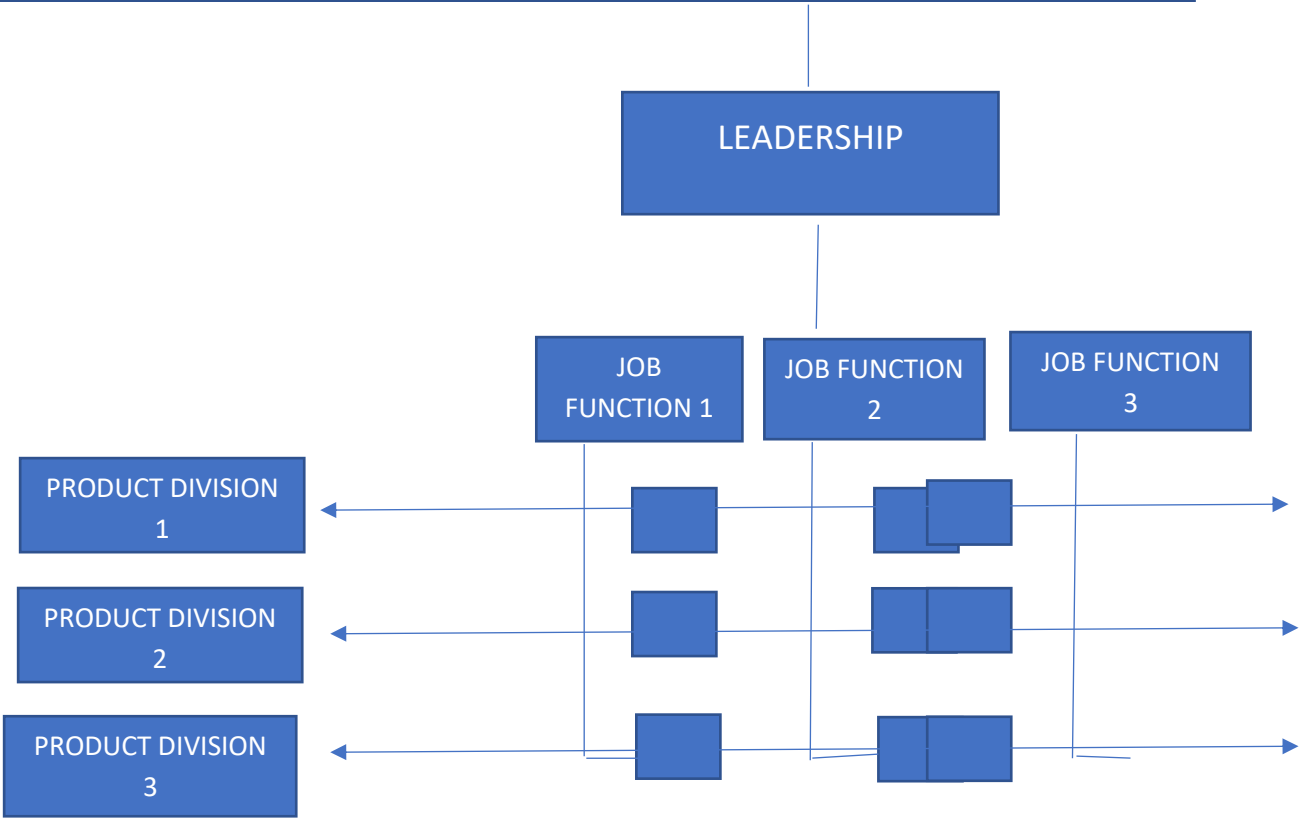 LEADERSHIP
JOB
FUNCTION 1
JOB FUNCTION
2
JOB FUNCTION
3
PRODUCT DIVISION
1
PRODUCT DIVISION
2
PRODUCT DIVISION
3